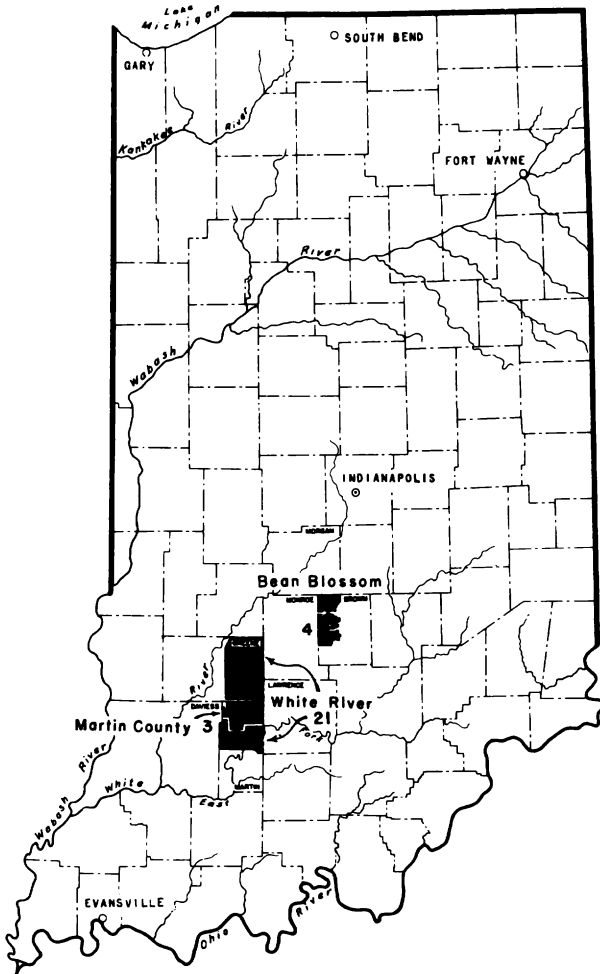 Lake
Michigan
SOUTH BEND
GARY
Kankakee
River
FORT WAYNE
River
Wabash
INDIANAPOLIS
MORGAN
Bean Blossom
MONROE
BROWN
4
River
LAWRENCE
DAVIESS
White River
21
Martin County 3
Fork
River
White
MARTIN
East
Wabash
EVANSVILLE
Ohio
River